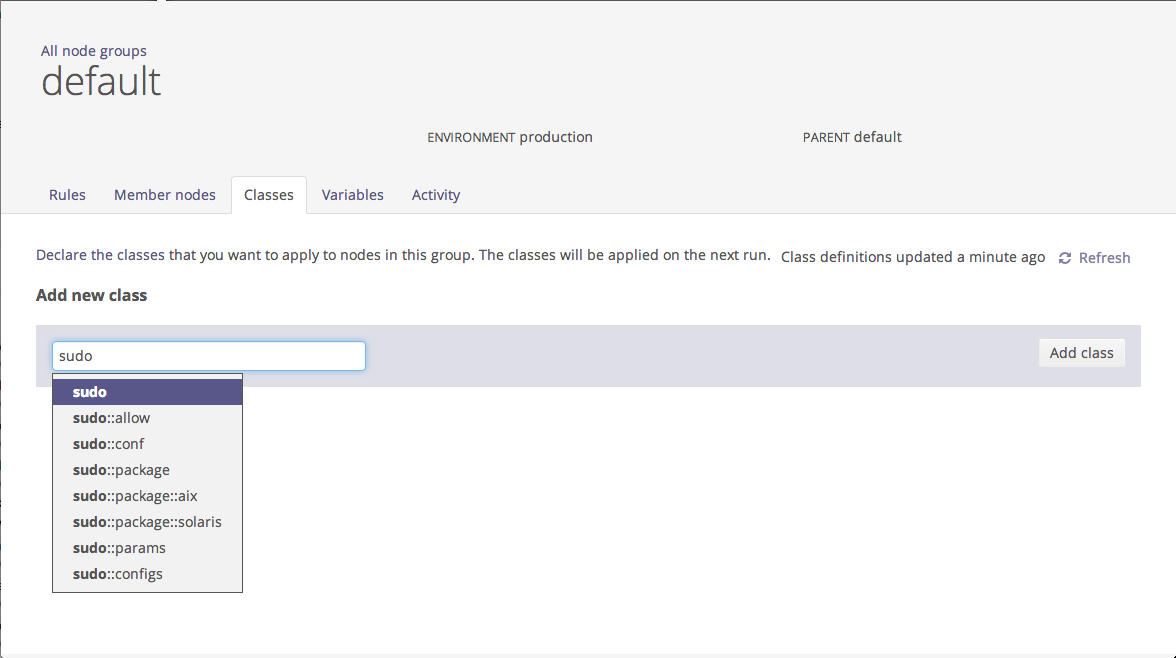 All node groups
default
ENVIRONMENT production
PARENT default
Rules
Member nodes
Classes
Variables
Activity
Declare the classes that you want to apply to nodes in this group. The classes will be applied on the next run.
Class definitions updated a minute ago
Refresh
Add new class
sudo
Add class
sudo
sudo::allow
sudo::conf
sudo::package
sudo::package::aix
sudo::package::solaris
sudo::params
sudo::configs